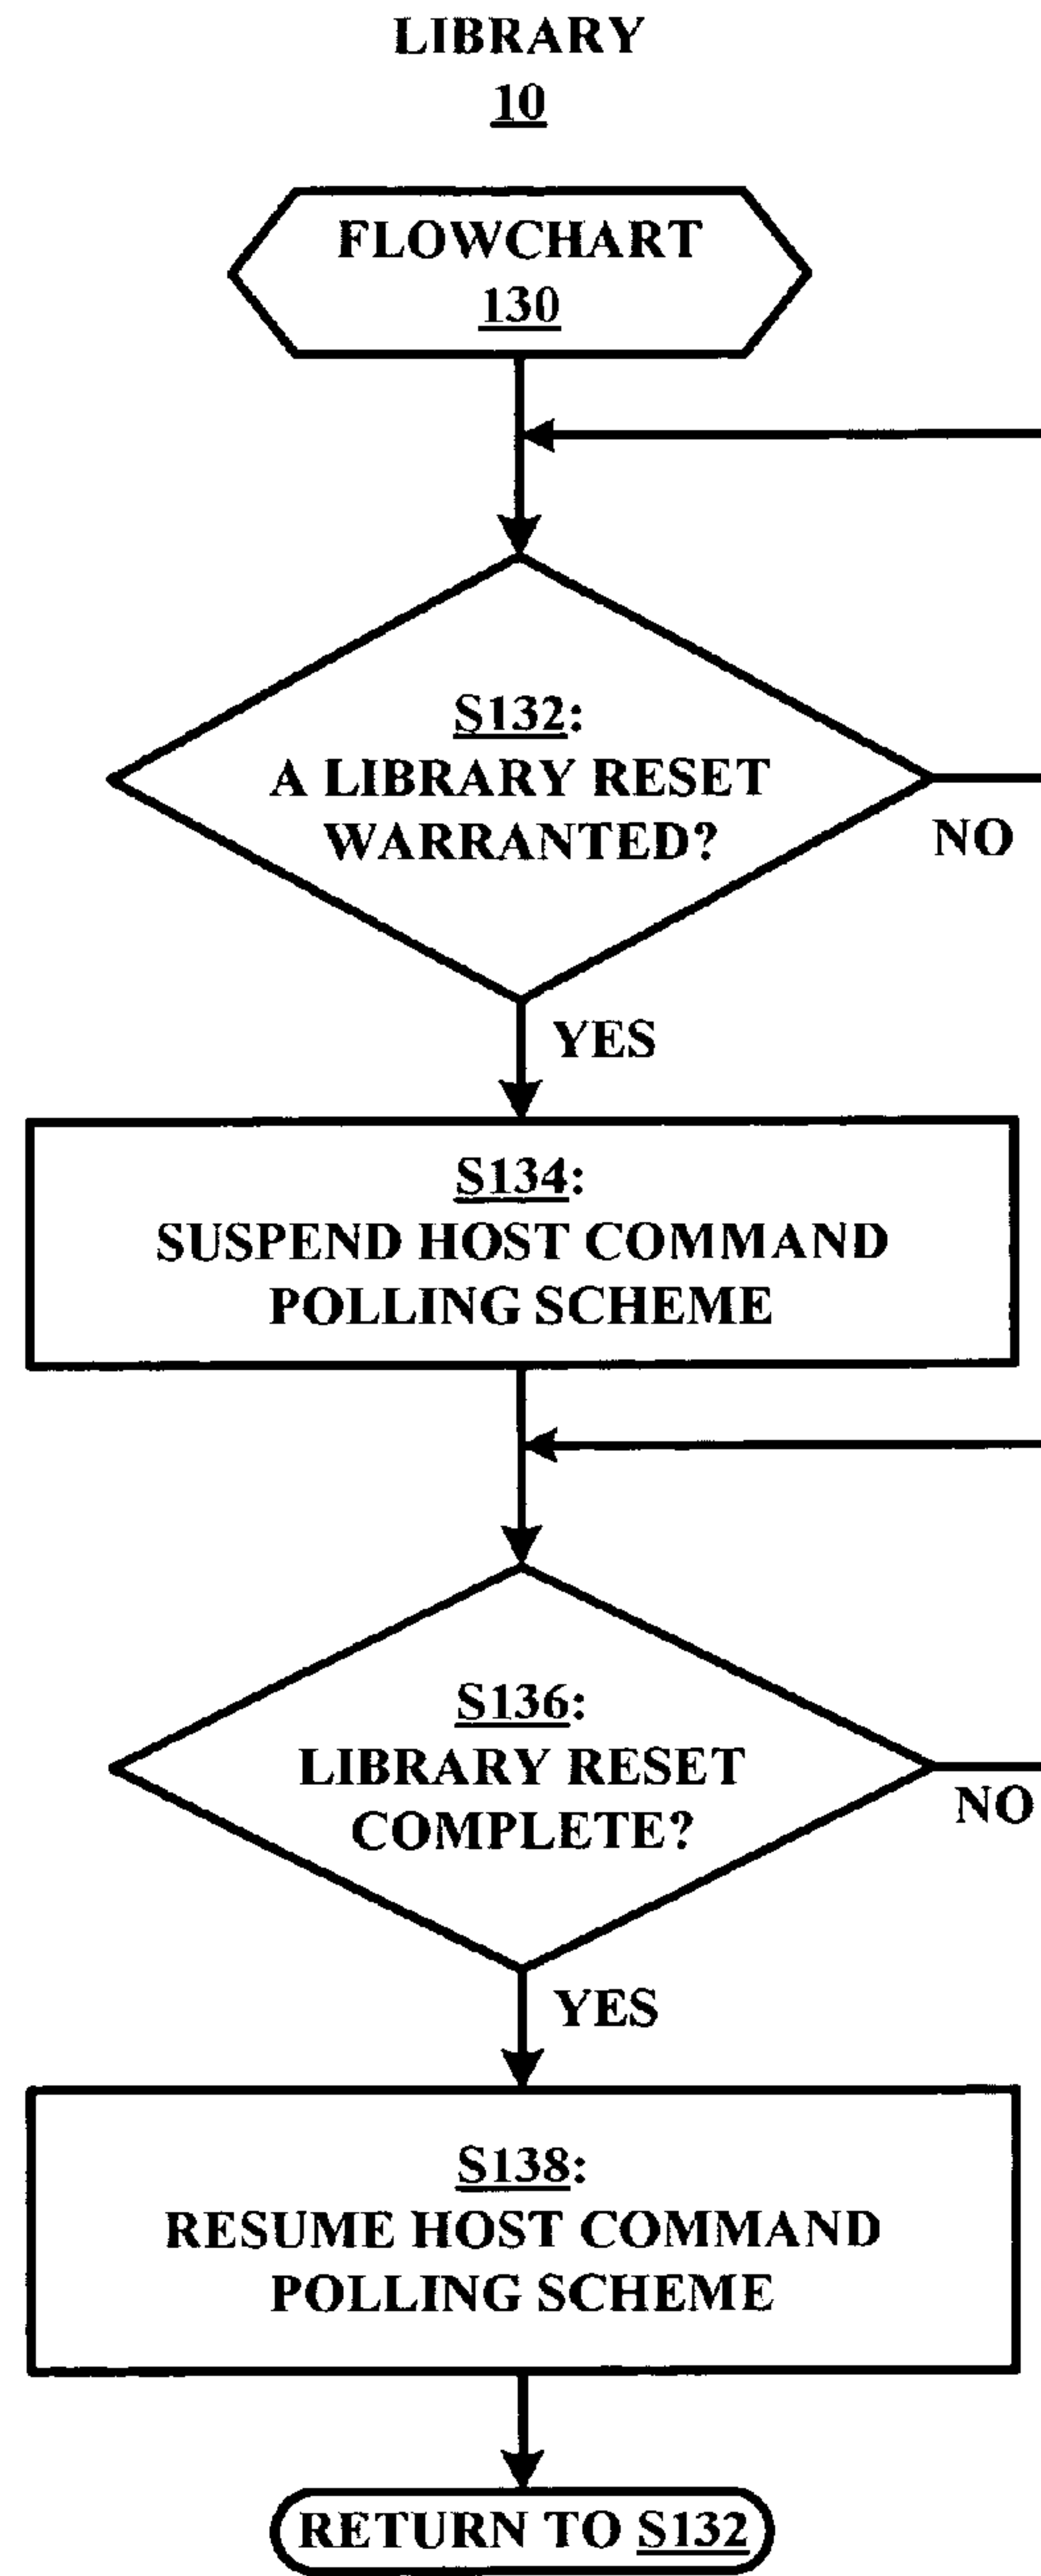 LIBRARY
10
FLOWCHART
130
S132:
A LIBRARY RESET
WARRANTED?
NO
YES
S134:
SUSPEND HOST COMMAND
POLLING SCHEME
S136:
LIBRARY RESET
COMPLETE?
NO
YES
S138:
RESUME HOST COMMAND
POLLING SCHEME
RETURN TO S132